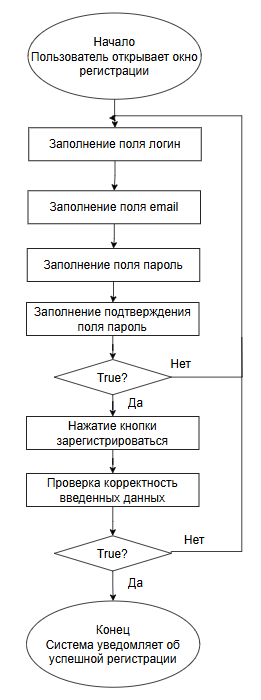 Начало
Пользователь открывает окно
регистрации
Заполнение поля логин
Заполнение поля email
Заполнение поля пароль
Заполнение подтверждения
поля пароль
True?
Нет
Да
Нажатие кнопки
зарегистрироваться
Проверка корректность
введенных данных
True?
Нет
Да
Конец
Система уведомляет об
успешной регистрации